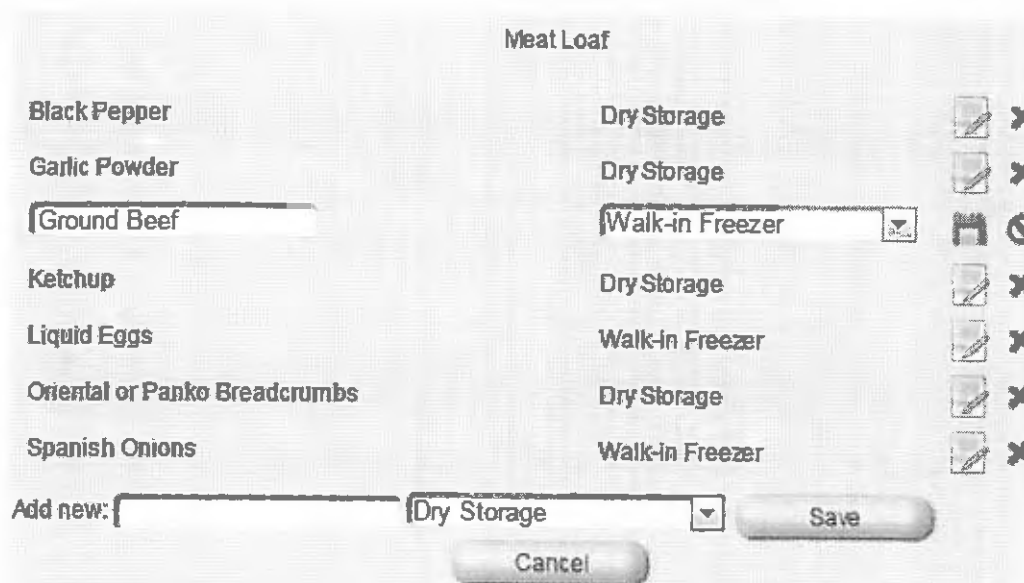 Meat Loaf
Black Pepper Dry Storage
Garlic Powder Dry Storage
Ground Beef Walk-in Freezer
Ketchup Dry Storage
Liquid Eggs Walk-in Freezer
Oriental or Panko Breadcrumbs Dry Storage
Spanish Onions Walk-in Freezer
Add new: Dry Storage Save
Cancel